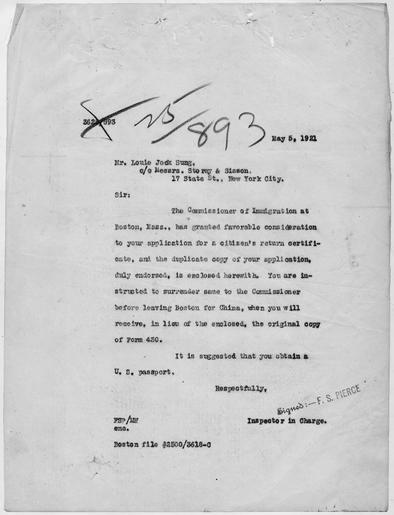 25/893
May 5, 1921
Mr. Louie Jock Sung,
c/o Messrs. Storey & Sisson,
17 State St., New York City.
Sir:
The Commissioner of Immigration at
Boston, Mass., has granted favorable consideration
to your application for a citizen's return certifi-
cate, and the duplicate copy of your application,
duly endorsed, is enclosed herewith. You are in-
structed to surrender same to the Commissioner
before leaving Boston for China, when you will
receive, in lieu of the enclosed, the original copy
of Form 430.
It is suggested that you obtain a
U. S. passport.
Respectfully,
Signed:— F. S. PIERCE
FSP/MM
Inspector in Charge.
enc.
Boston file #2500/3618-C